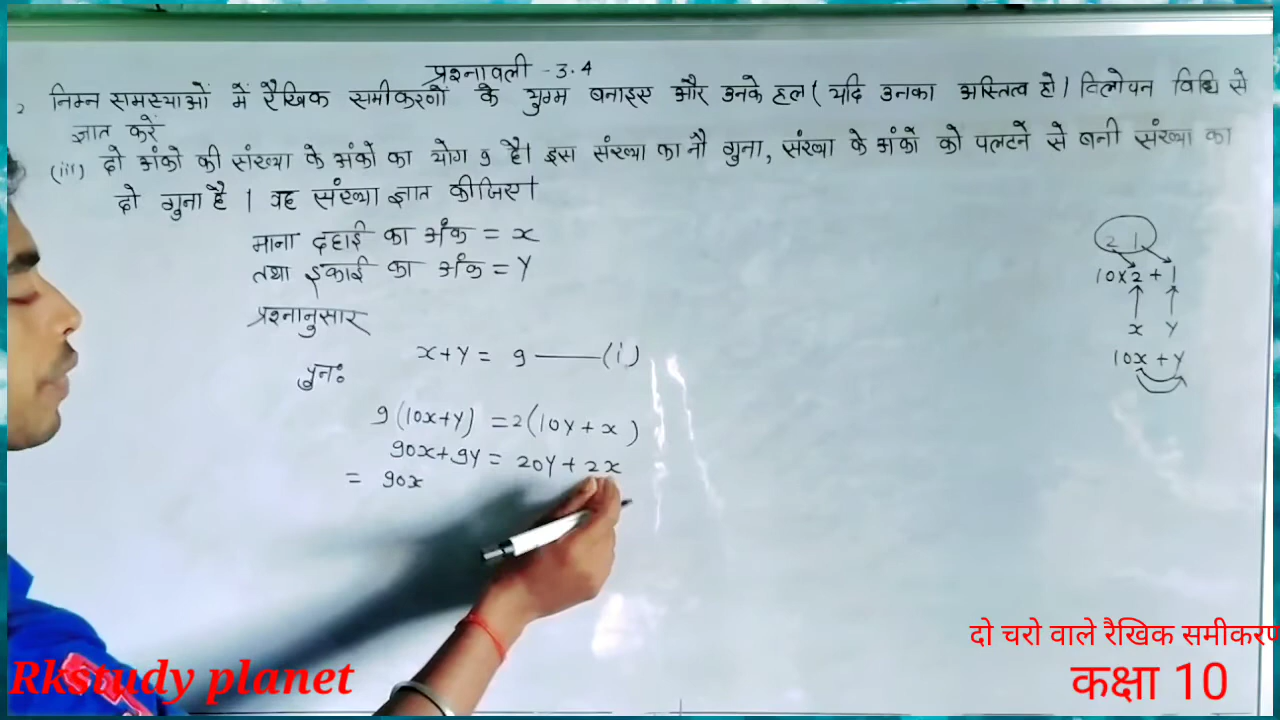 प्रश्नावली - 3.4
2 निम्न समस्याओं में रैखिक समीकरणों के युग्म बनाइए और उनके हल ( यदि उनका अस्तित्व हो ) विलोपन विधि से
ज्ञात करें
(iii) दो अंको की संख्या के अंकों का योग 9 है। इस संख्या का नौ गुना, संख्या के अंकों को पलटने से बनी संख्या का
दो गुना है । वह संख्या ज्ञात कीजिए।
माना दहाई का अंक = x
तथा इकाई का अंक = Y
प्रश्नानुसार
x+Y = 9 ——— (i)
पुनः
9(10x+Y) = 2(10Y + x )
90x+9Y = 20Y + 2x
= 90x
2 1
10x2 + 1
x Y
10x + Y
दो चरो वाले रैखिक समीकरण
कक्षा 10
Rkstudy planet